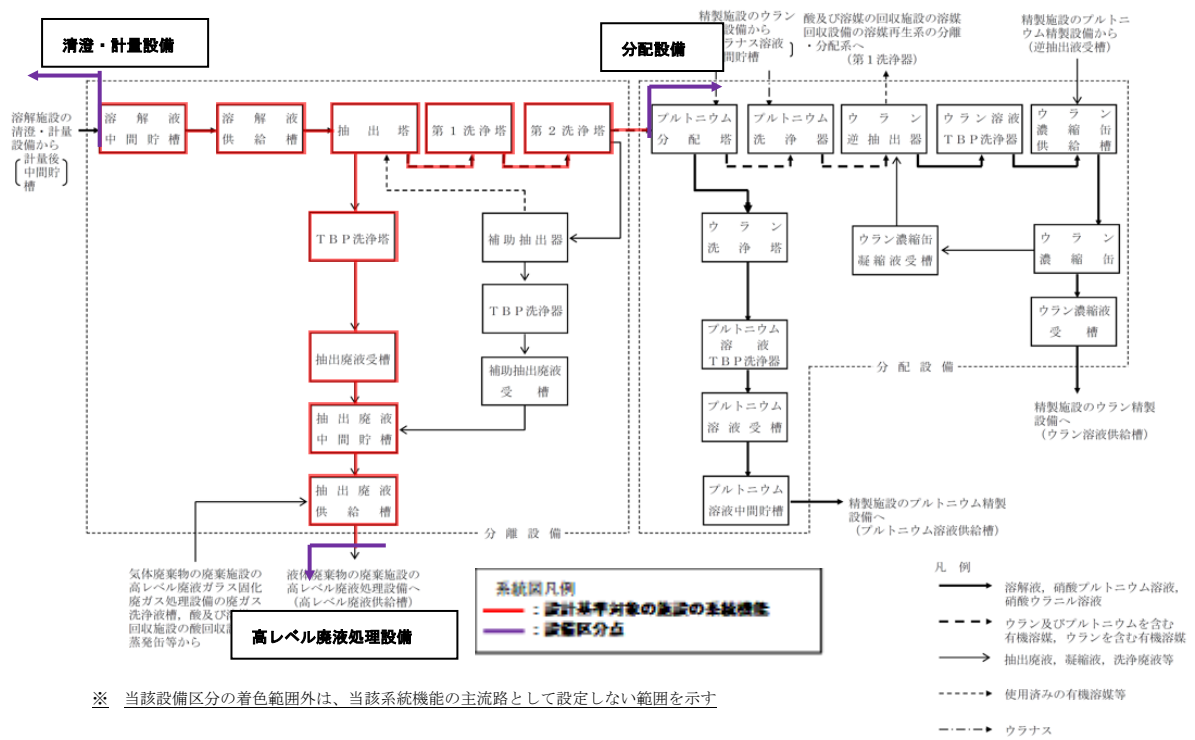 清澄・計量設備
溶解施設の
清澄・計量
設備から
計量後
中間貯
槽
溶解液
中間貯槽
溶解液
供給槽
抽出塔
第1洗浄塔
第2洗浄塔
TBP洗浄塔
抽出廃液受槽
抽出廃液
中間貯槽
抽出廃液
供給槽
補助抽出器
TBP洗浄器
補助抽出廃液
受槽
分離設備
気体廃棄物の廃棄施設の
高レベル廃液ガラス固化
廃ガス処理設備の廃ガス
洗浄液槽，酸及び
回収施設の酸回収
蒸発缶等から
液体廃棄物の廃棄施設の
高レベル廃液処理設備へ
（高レベル廃液供給槽）
高レベル廃液処理設備
分配設備
精製施設のウラン
設備から
ラナス溶液
間貯槽
酸及び溶媒の回収施設の溶媒
回収設備の溶媒再生系の分離
・分配系へ
（第1洗浄器）
精製施設のプルトニ
ウム精製設備から
（逆抽出液受槽）
プルトニウム
分配塔
プルトニウム
洗浄器
ウラン
逆抽出器
ウラン溶液
TBP洗浄器
ウラン
濃縮缶
供給槽
ウラン
洗浄塔
ウラン濃縮缶
凝縮液受槽
ウラン
濃縮缶
ウラン濃縮液
受槽
プルトニウム
溶液
TBP洗浄器
プルトニウム
溶液受槽
プルトニウム
溶液中間貯槽
分配設備
精製施設のウラン精製
設備へ
（ウラン溶液供給槽）
精製施設のプルトニウム精製
設備へ
（プルトニウム溶液供給槽）
系統図凡例
：設計基準対象の施設の系統機能
：設備区分点
凡例
溶解液，硝酸プルトニウム溶液，
硝酸ウラニル溶液
ウラン及びプルトニウムを含む
有機溶媒，ウランを含む有機溶媒
抽出廃液，凝縮液，洗浄廃液等
使用済みの有機溶媒等
ウラナス
※　当該設備区分の着色範囲外は、当該系統機能の主流路として設定しない範囲を示す